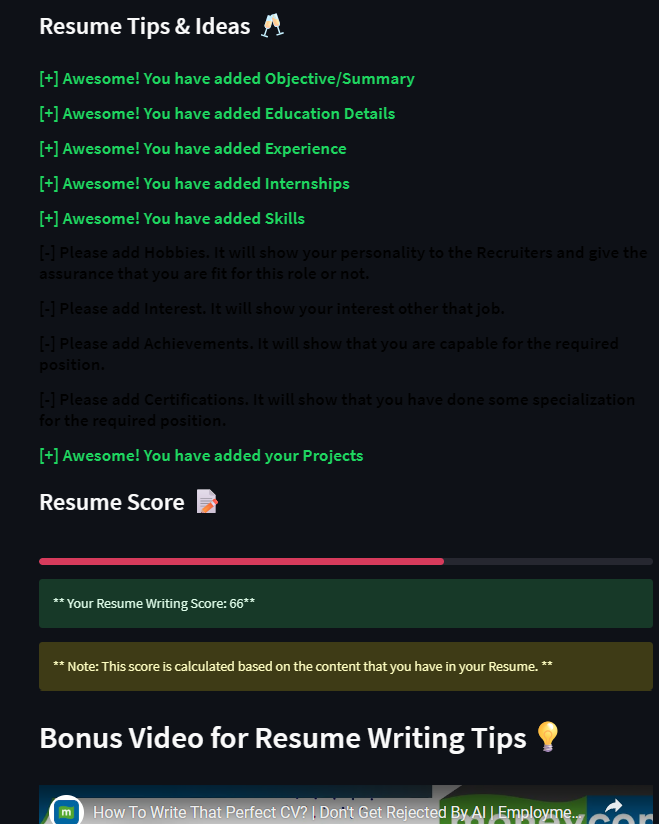 Resume Tips & Ideas 🥂
[+] Awesome! You have added Objective/Summary
[+] Awesome! You have added Education Details
[+] Awesome! You have added Experience
[+] Awesome! You have added Internships
[+] Awesome! You have added Skills
[-] Please add Hobbies. It will show your personality to the Recruiters and give the
assurance that you are fit for this role or not.
[-] Please add Interest. It will show your interest other that job.
[-] Please add Achievements. It will show that you are capable for the required
position.
[-] Please add Certifications. It will show that you have done some specialization
for the required position.
[+] Awesome! You have added your Projects
Resume Score 📝
** Your Resume Writing Score: 66**
** Note: This score is calculated based on the content that you have in your Resume. **
Bonus Video for Resume Writing Tips 💡
m How To Write That Perfect CV? | Don't Get Rejected By AI | Employme...